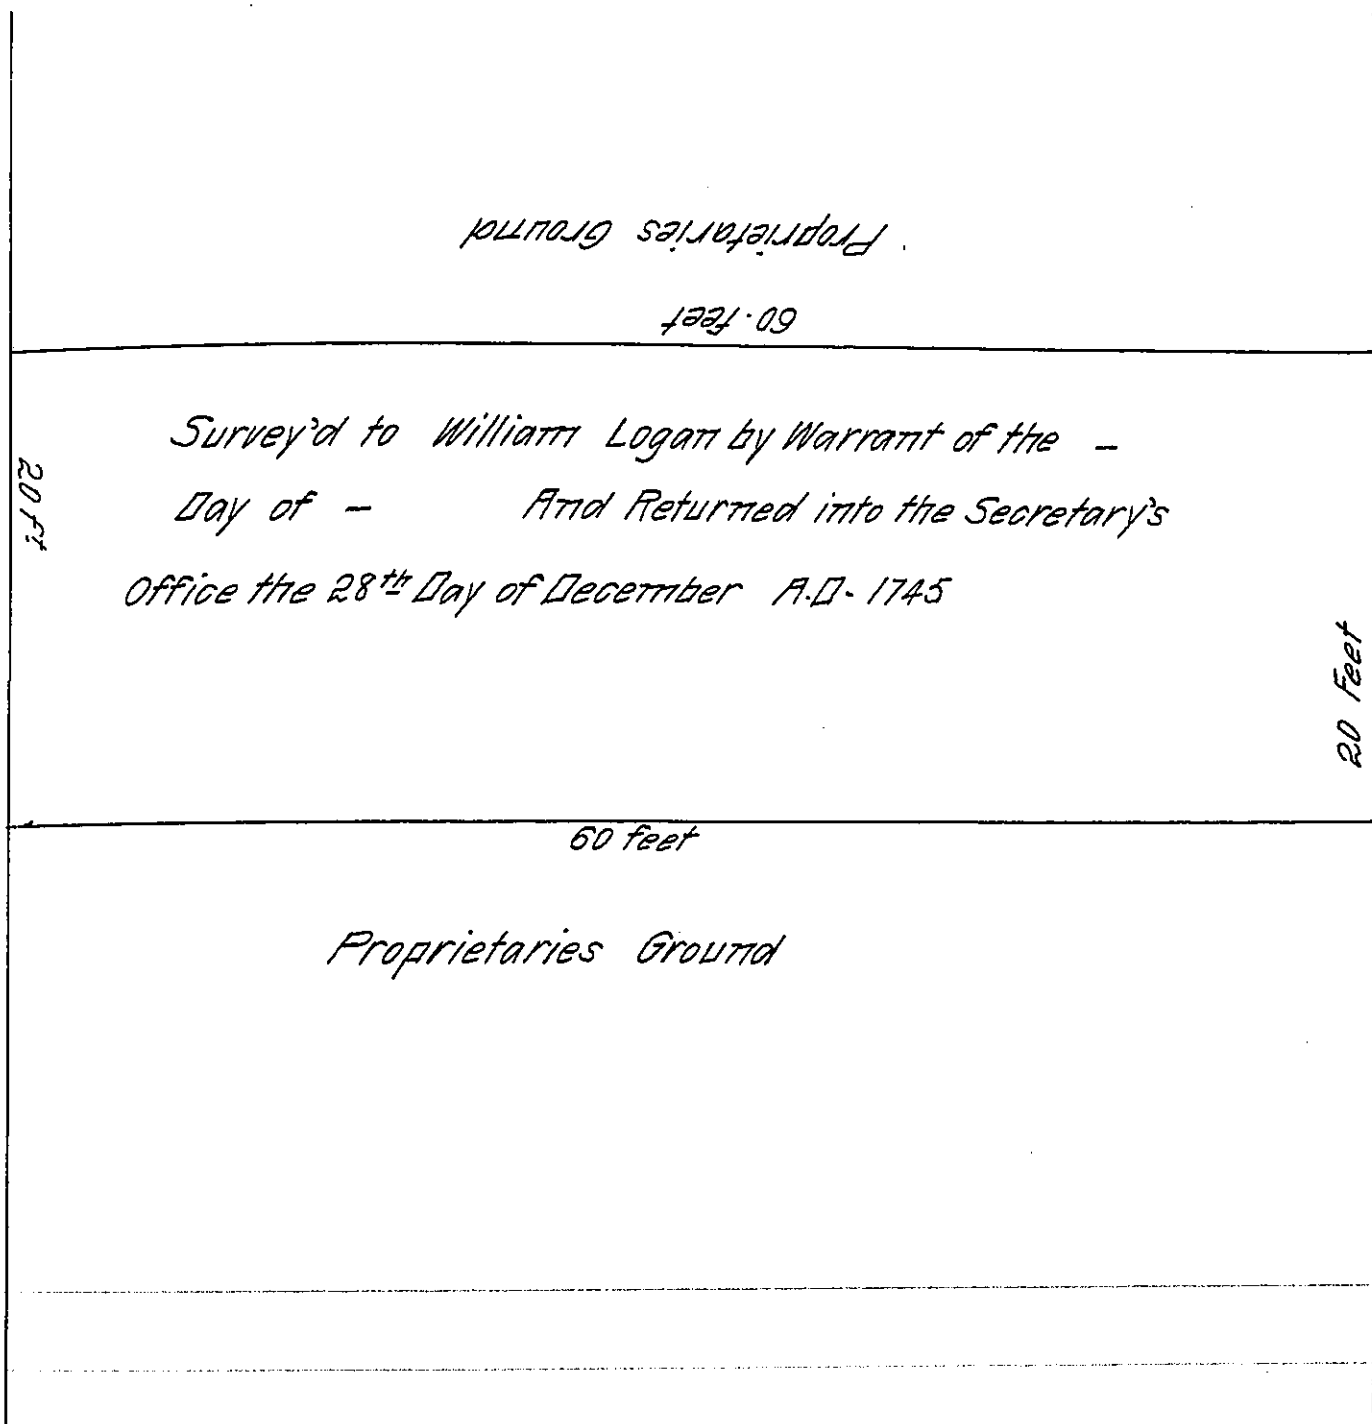 Proprietaries Ground
60. feet
Survey'd to William Logan by Warrant of the –
Day of – And Returned into the Secretary's
Office the 28th Day of December A.D. 1745
20 Ft
20 Feet
60 feet
Proprietaries Ground